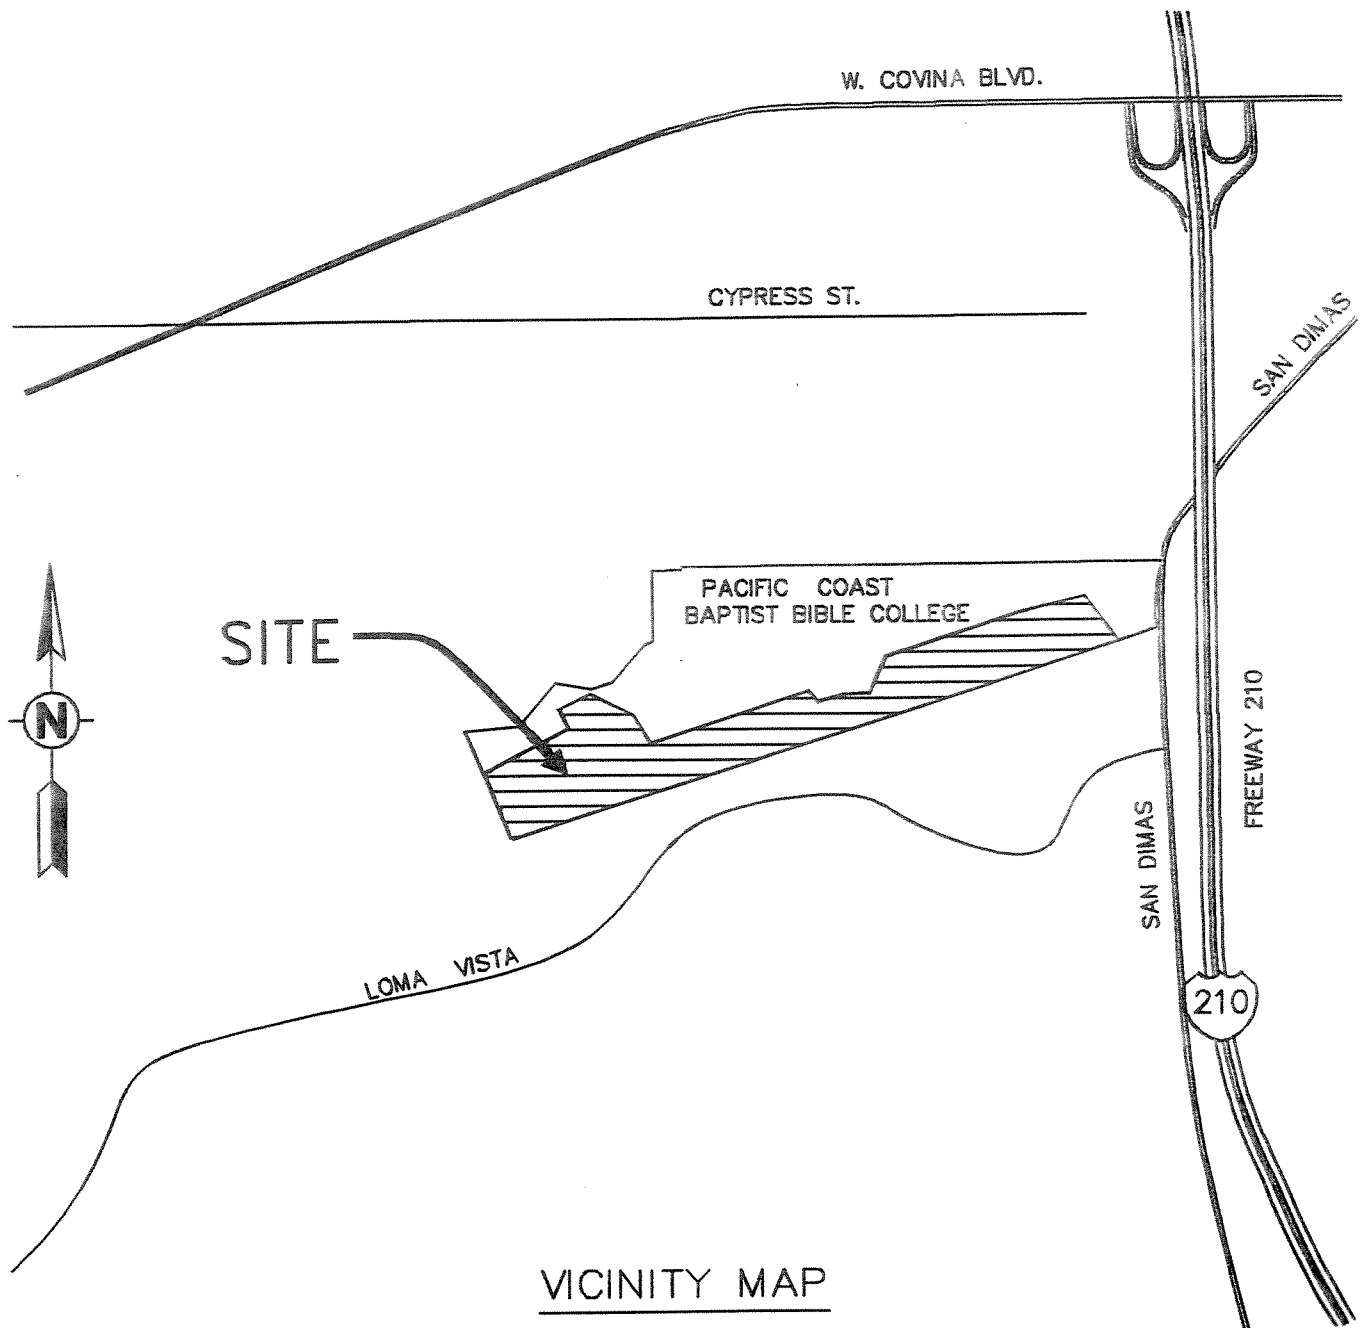 W. COVINA BLVD.
CYPRESS ST.
SAN DIMAS
PACIFIC COAST
BAPTIST BIBLE COLLEGE
SITE
N
FREEWAY 210
SAN DIMAS
LOMA VISTA
210
VICINITY MAP